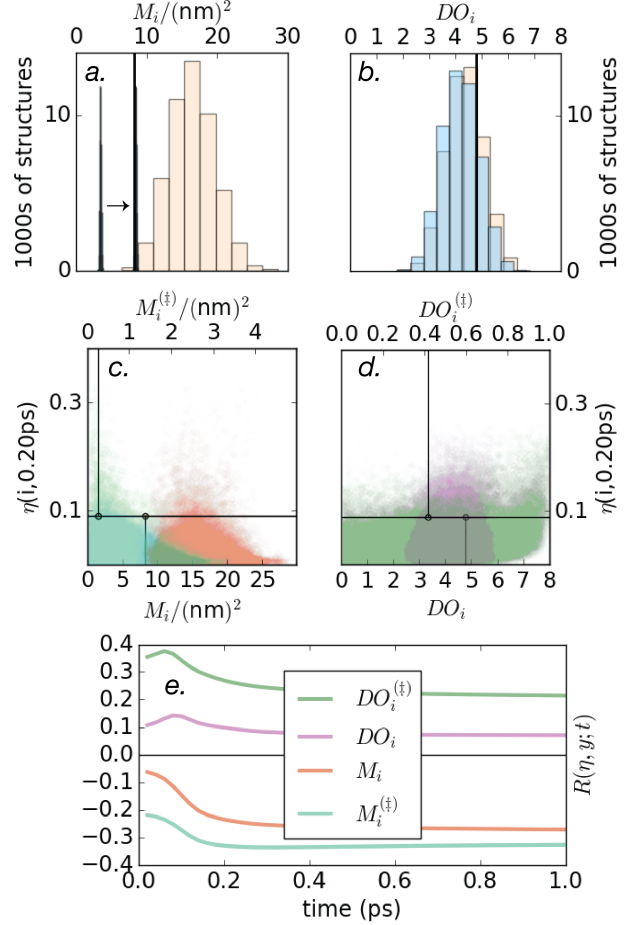 M_i/(nm)^2
DO_i
0 10 20 30
0 1 2 3 4 5 6 7 8
a.
b.
1000s of structures
10
0
→
10
0
1000s of structures
M_i^{(‡)}/(nm)^2
DO_i^{(‡)}
0 1 2 3 4
0.0 0.2 0.4 0.6 0.8 1.0
c.
d.
η(i,0.20ps)
0.3
0.1
0.3
0.1
η(i,0.20ps)
0 5 10 15 20 25
0 1 2 3 4 5 6 7 8
M_i/(nm)^2
DO_i
e.
0.4
0.3
0.2
0.1
0.0
−0.1
−0.2
−0.3
−0.4
DO_i^{(‡)}
DO_i
M_i
M_i^{(‡)}
R(η, y; t)
0.0 0.2 0.4 0.6 0.8 1.0
time (ps)